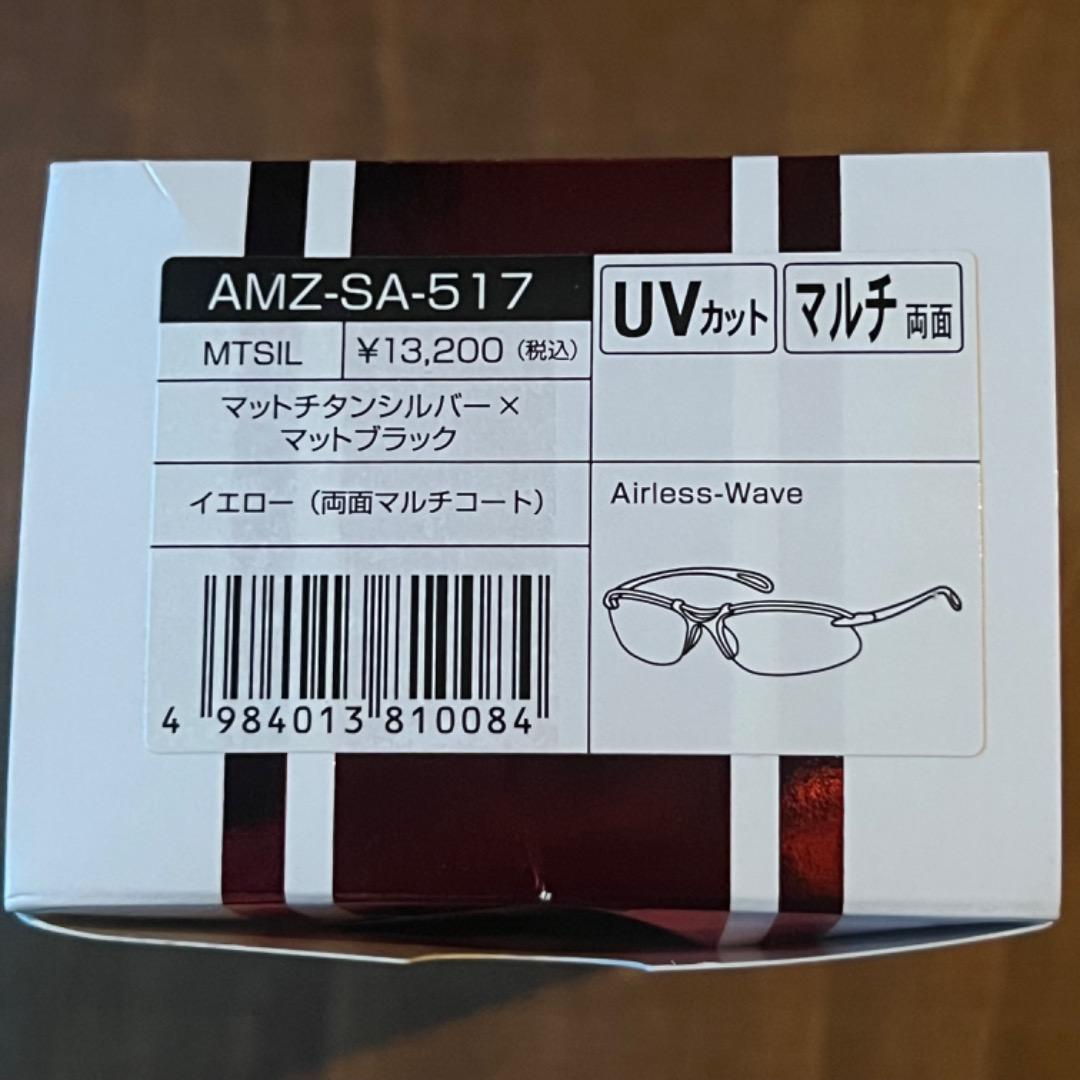 AMZ-SA-517
MTSIL
¥13,200（税込）
マットチタンシルバー×
マットブラック
イエロー（両面マルチコート）
4 984013 810084
UVカット
マルチ両面
Airless-Wave